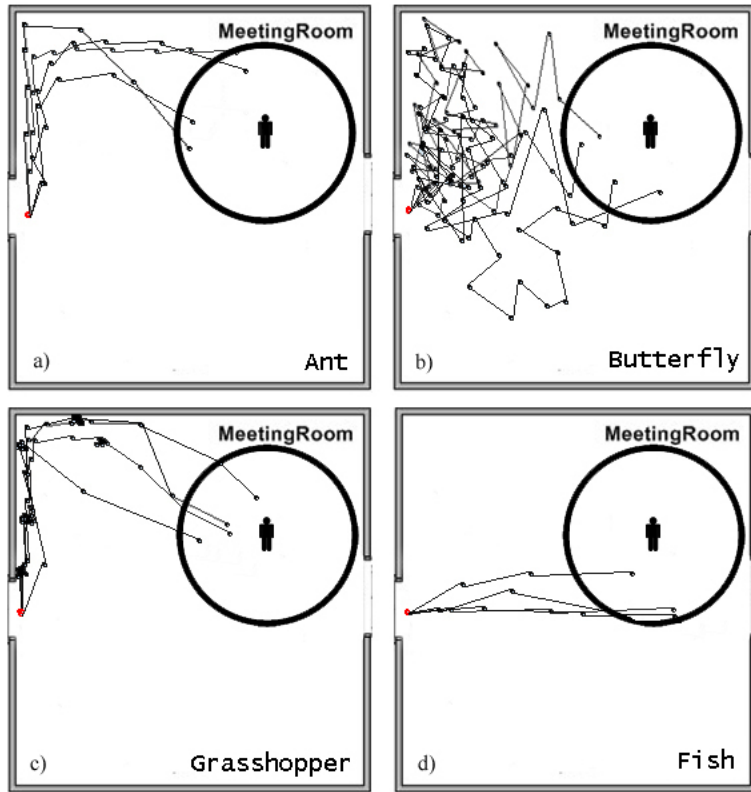 MeetingRoom
a)
Ant
MeetingRoom
b)
Butterfly
MeetingRoom
c)
Grasshopper
MeetingRoom
d)
Fish